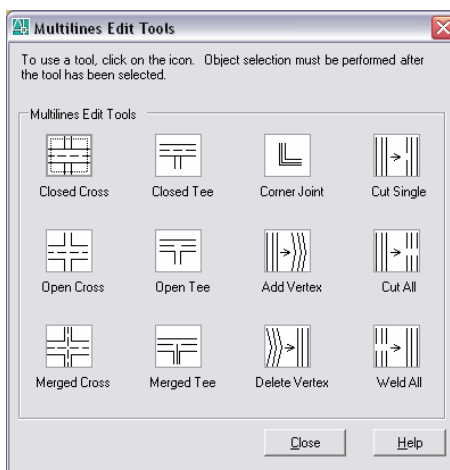 Multilines Edit Tools
To use a tool, click on the icon. Object selection must be performed after
the tool has been selected.
Multilines Edit Tools
Closed Cross Closed Tee Corner Joint Cut Single
Open Cross Open Tee Add Vertex Cut All
Merged Cross Merged Tee Delete Vertex Weld All
Close Help